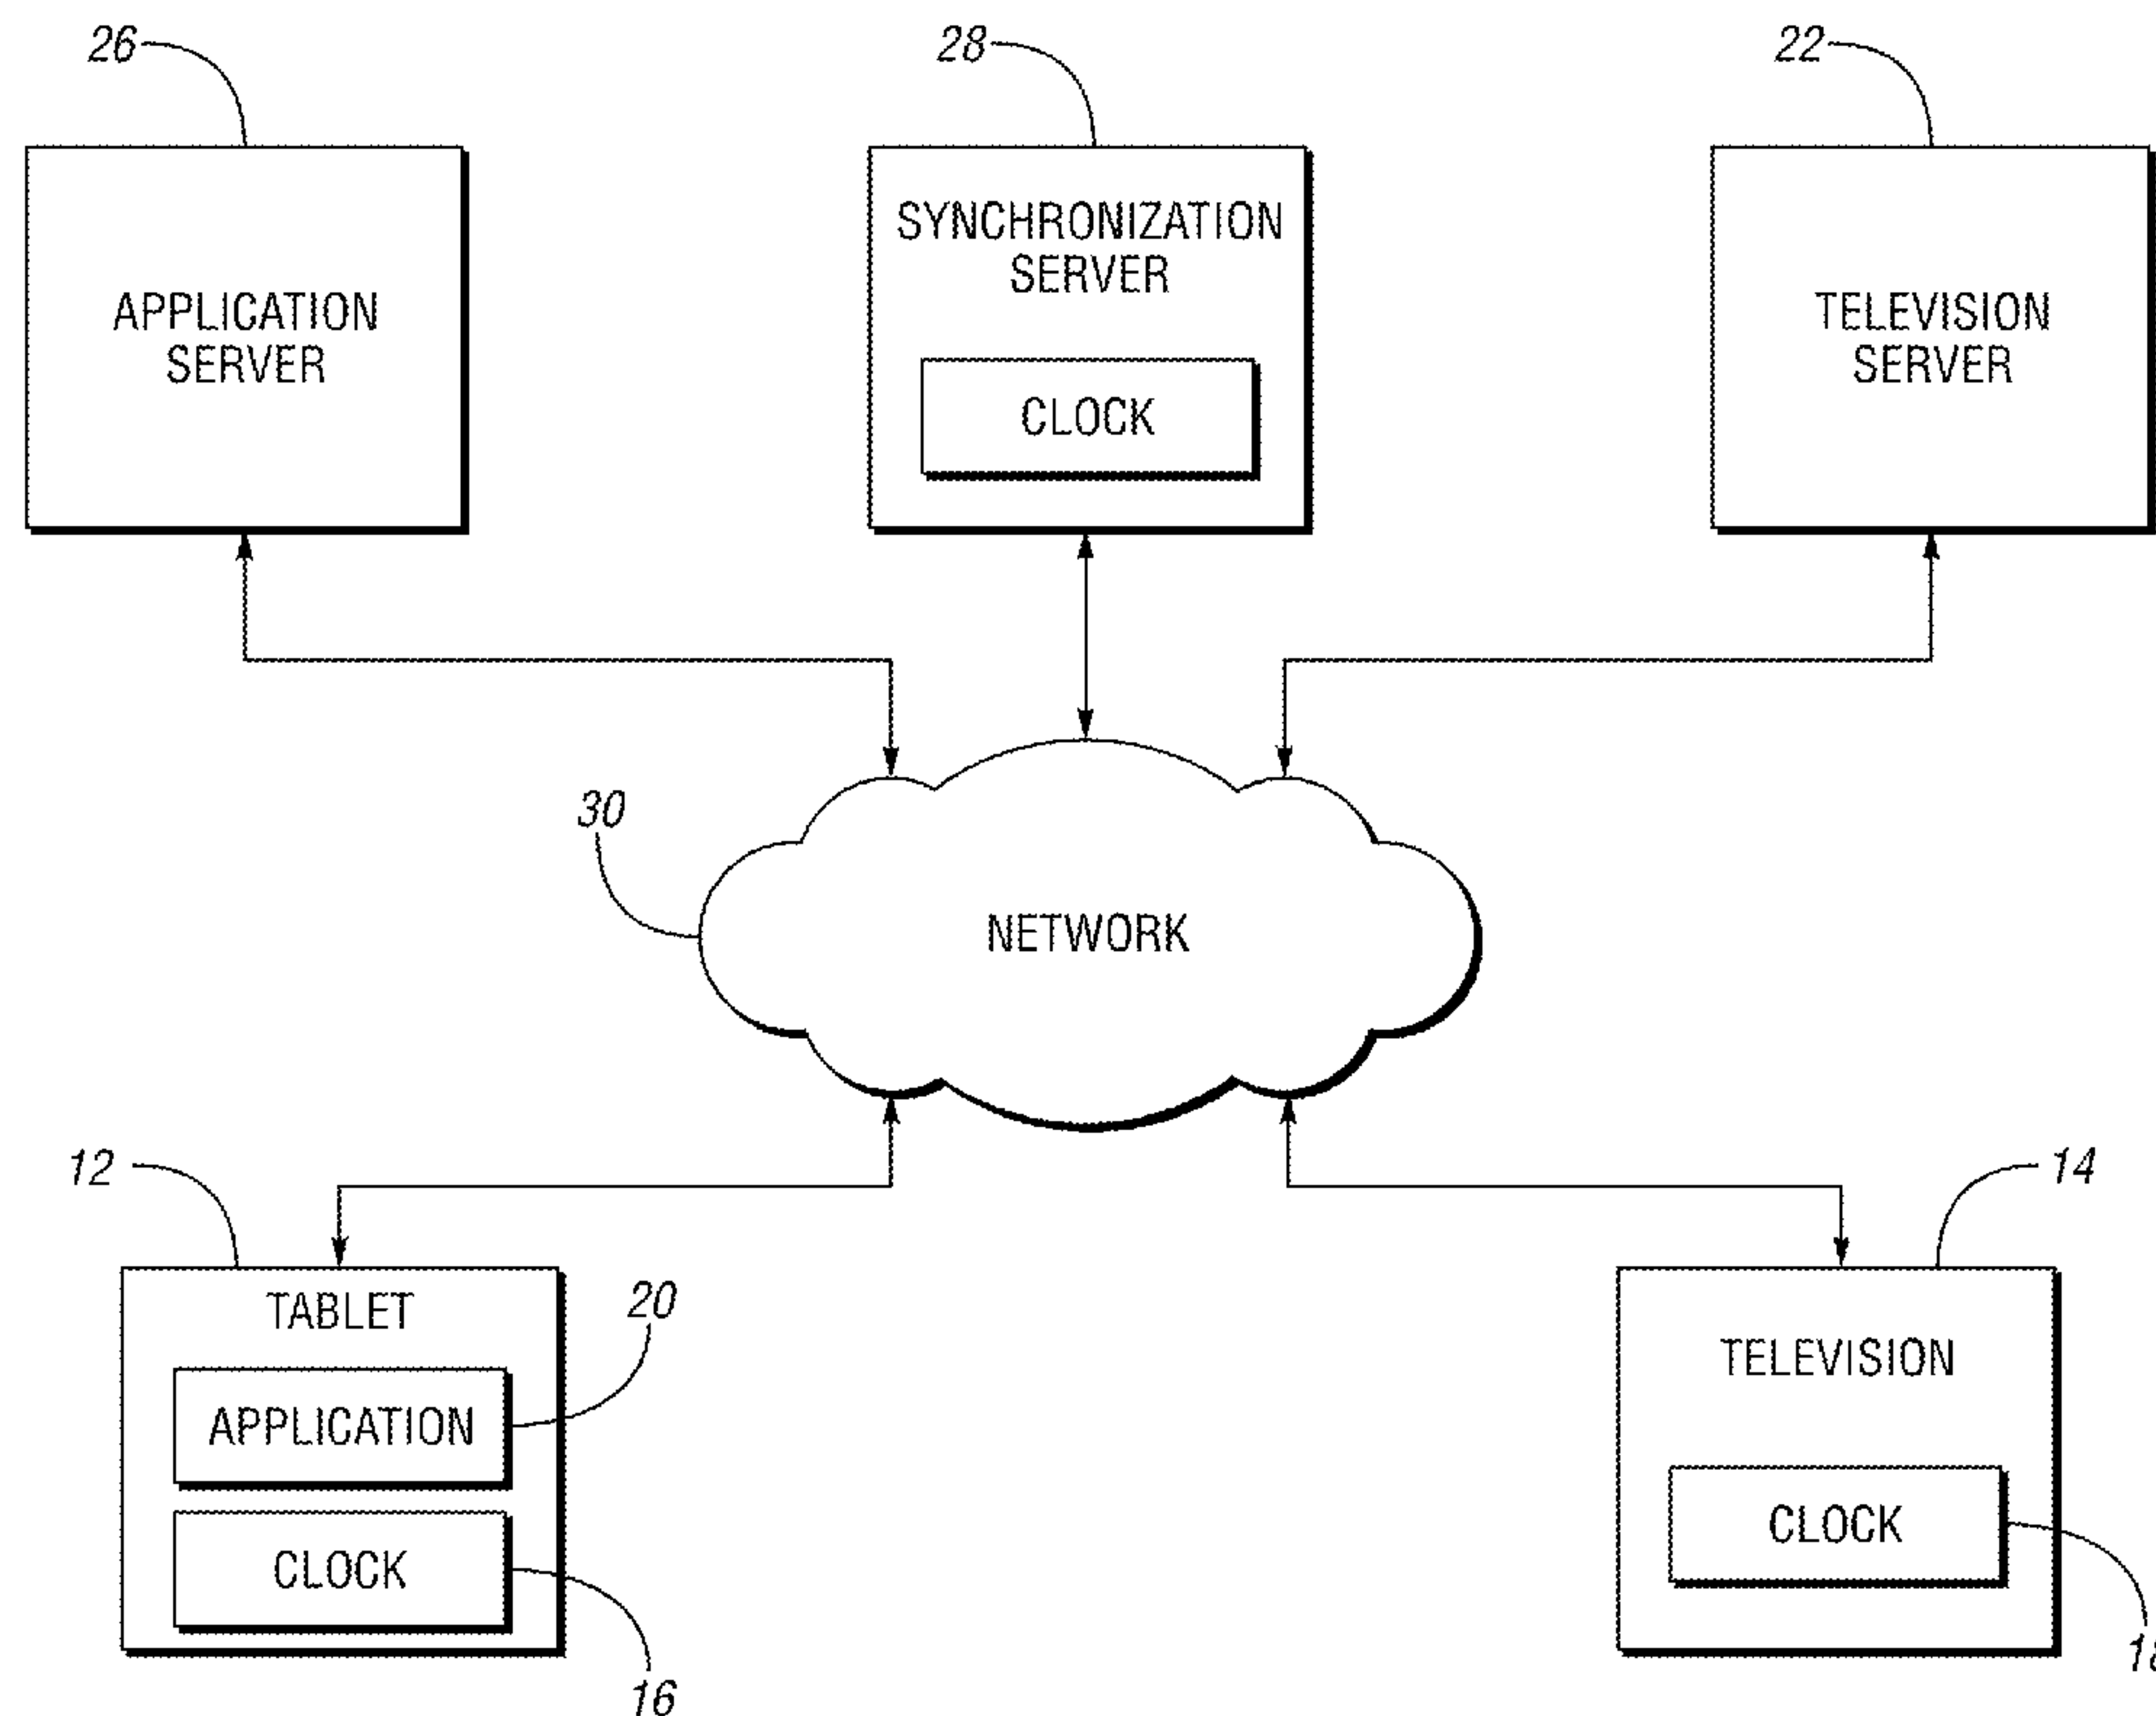 26
28
22
APPLICATION
SERVER
SYNCHRONIZATION
SERVER
CLOCK
TELEVISION
SERVER
30
NETWORK
12
14
TABLET
20
APPLICATION
CLOCK
16
TELEVISION
CLOCK